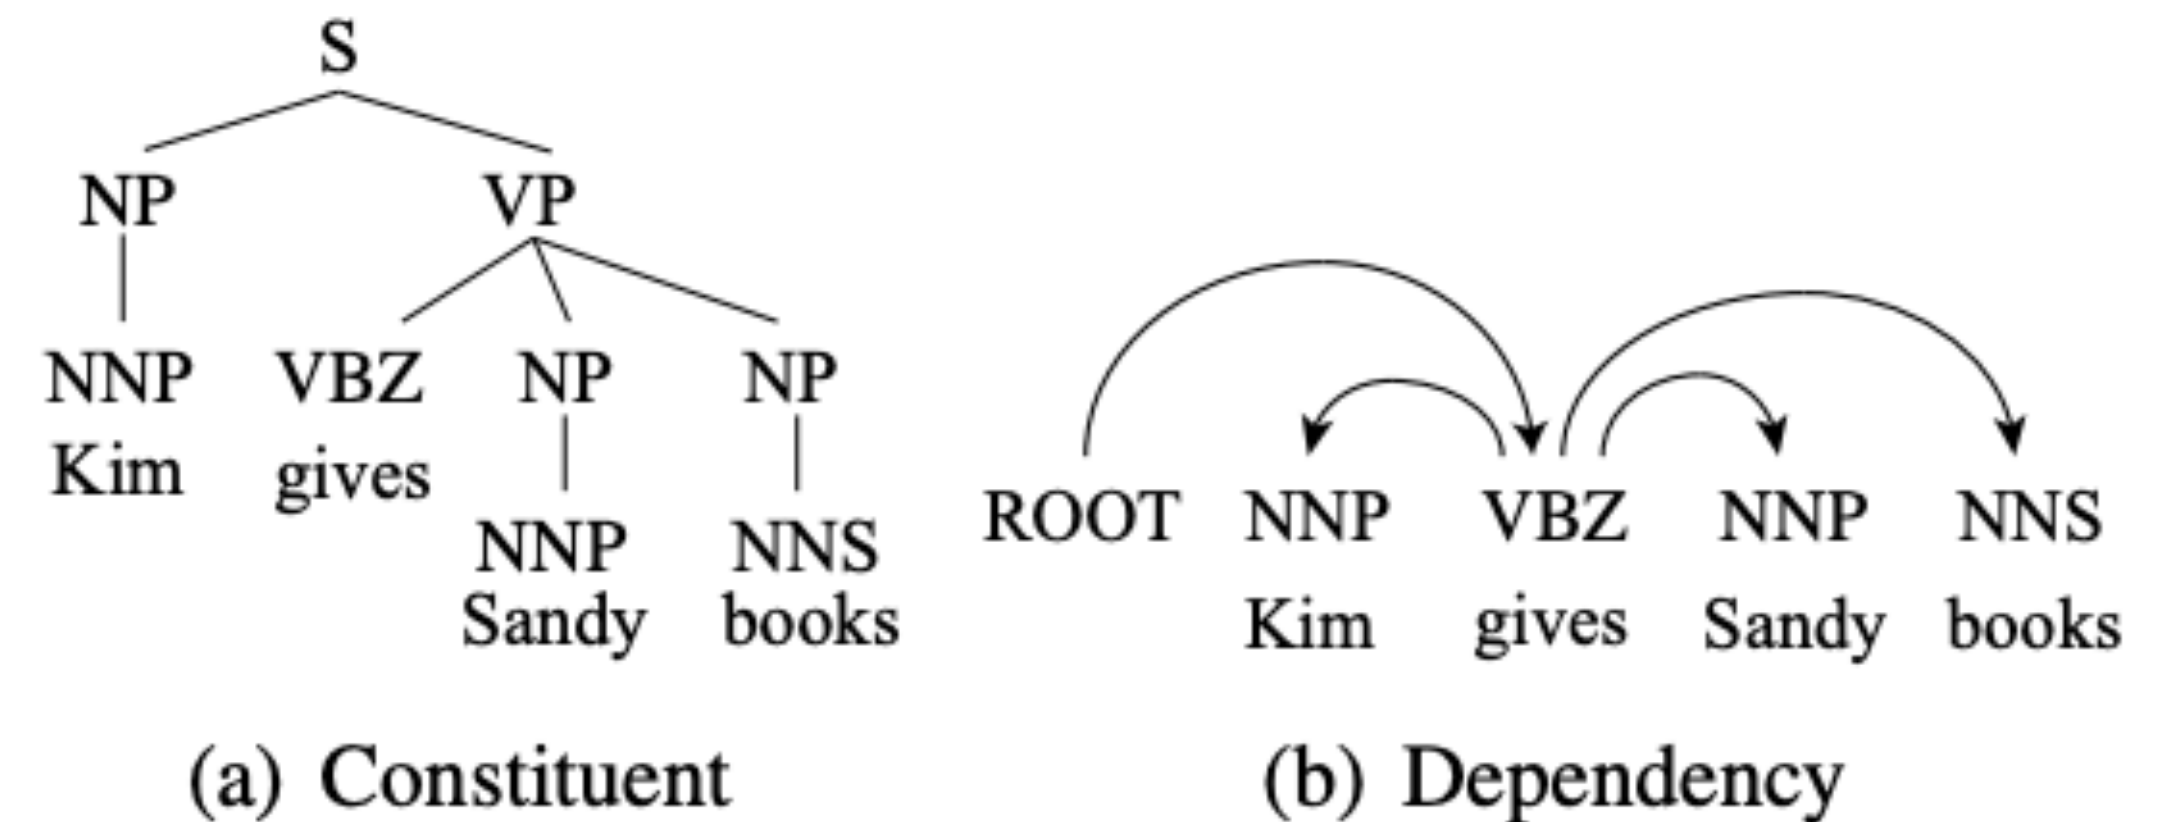 S
NP VP
NNP VBZ NP NP
Kim gives
NNP NNS
Sandy books
(a) Constituent
ROOT NNP VBZ NNP NNS
Kim gives Sandy books
(b) Dependency